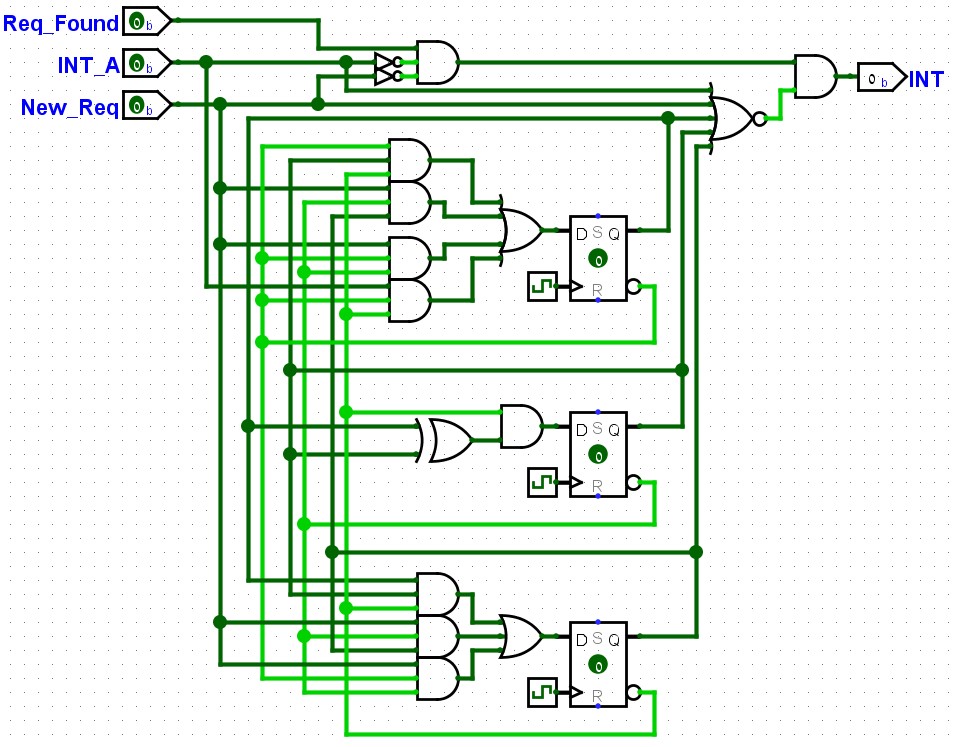 Req_Found 0 b
INT_A 0 b
New_Req 0 b
0 b INT
D S Q
0
R
D S Q
0
R
D S Q
0
R